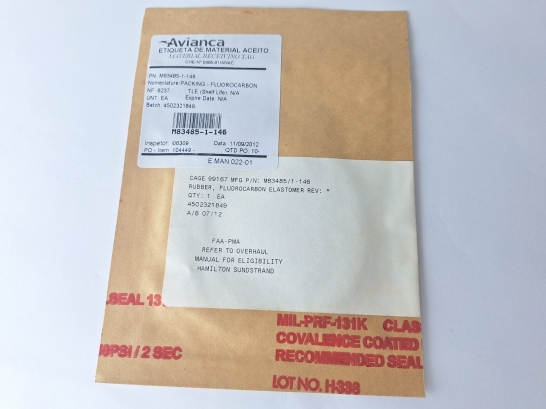 Avianca
ETIQUETA DE MATERIAL ACEITO
MATERIAL RECEIVING TAG
PN: M83485-1-146
Nomenclature: PACKING - FLUOROCARBON
NF: 9237 TLE (Shelf Life): N/A
UNT: EA Expire Date: N/A
Batch: 4502321849
M83485-1-146
Inspetor: 06309 Data: 11/09/2012
PO - Item: 104449 - QTD PO: 10-
E MAN 022-01
CAGE 99167 MFG P/N: M83485/1-146
RUBBER, FLUOROCARBON ELASTOMER REV: *
QTY: 1 EA
4502321849
A/B 07/12
FAA-PMA
REFER TO OVERHAUL
MANUAL FOR ELIGIBILITY
HAMILTON SUNDSTRAND
SEAL 13
MIL-PRF-131K CLAS
COVALENCE COATED
PSI / 2 SEC RECOMMENDED SEAL
LOT NO. H-338